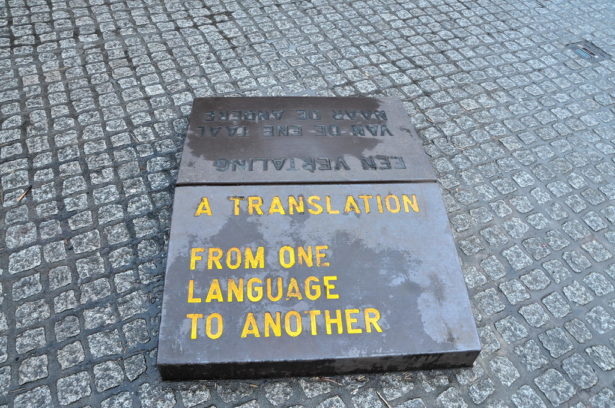 A TRANSLATION
FROM ONE
LANGUAGE
TO ANOTHER
EEN VERTALING
VAN DE ENE TAAL
NAAR DE ANDERE